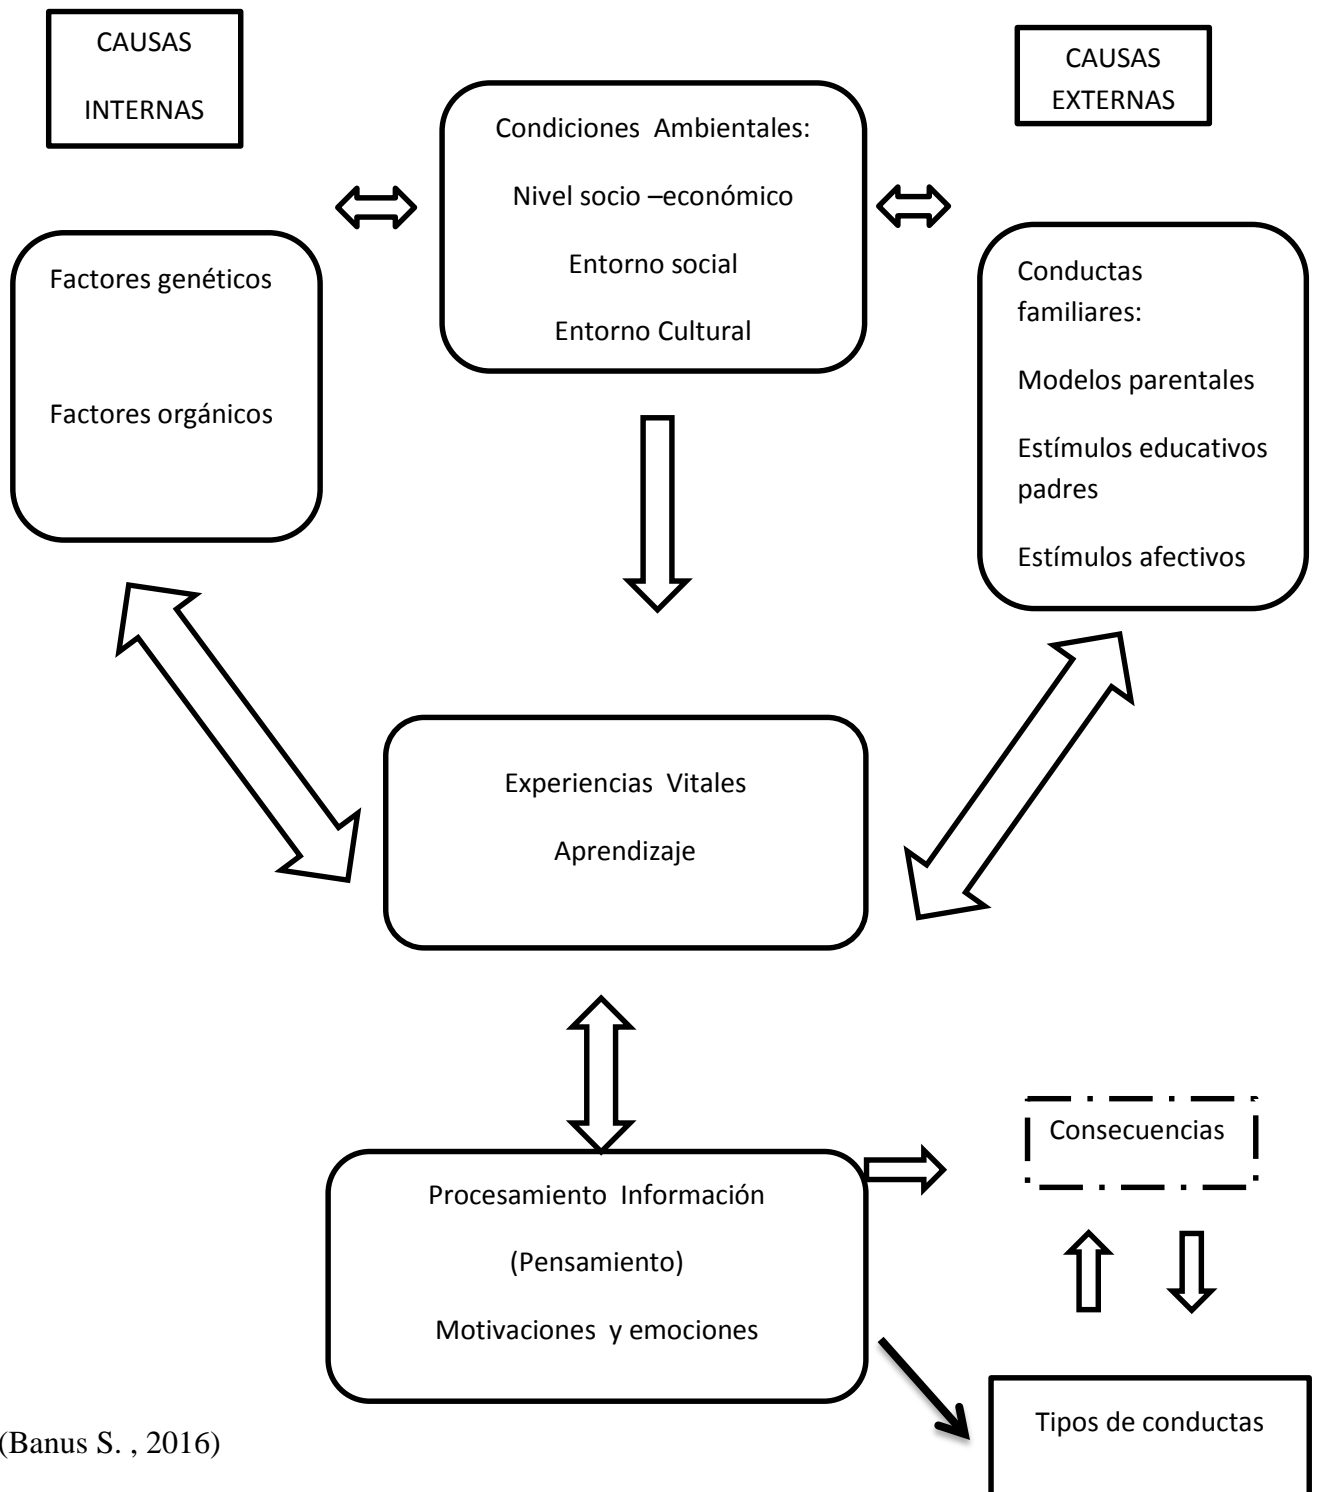 CAUSAS
INTERNAS
CAUSAS
EXTERNAS
Condiciones Ambientales:
Nivel socio –económico
Entorno social
Entorno Cultural
Factores genéticos
Factores orgánicos
Conductas
familiares:
Modelos parentales
Estímulos educativos
padres
Estímulos afectivos
Experiencias Vitales
Aprendizaje
Procesamiento Información
(Pensamiento)
Motivaciones y emociones
Consecuencias
Tipos de conductas
(Banus S. , 2016)